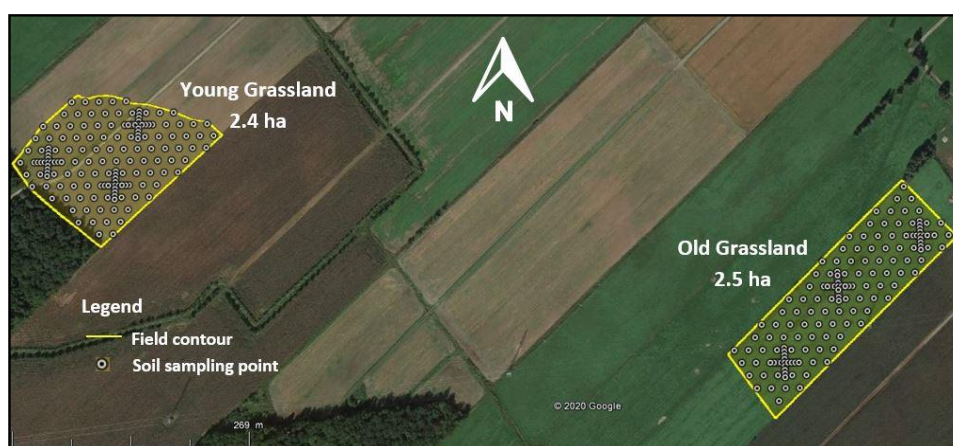 Young Grassland
2.4 ha
N
Old Grassland
2.5 ha
Legend
Field contour
Soil sampling point
© 2020 Google
269 m